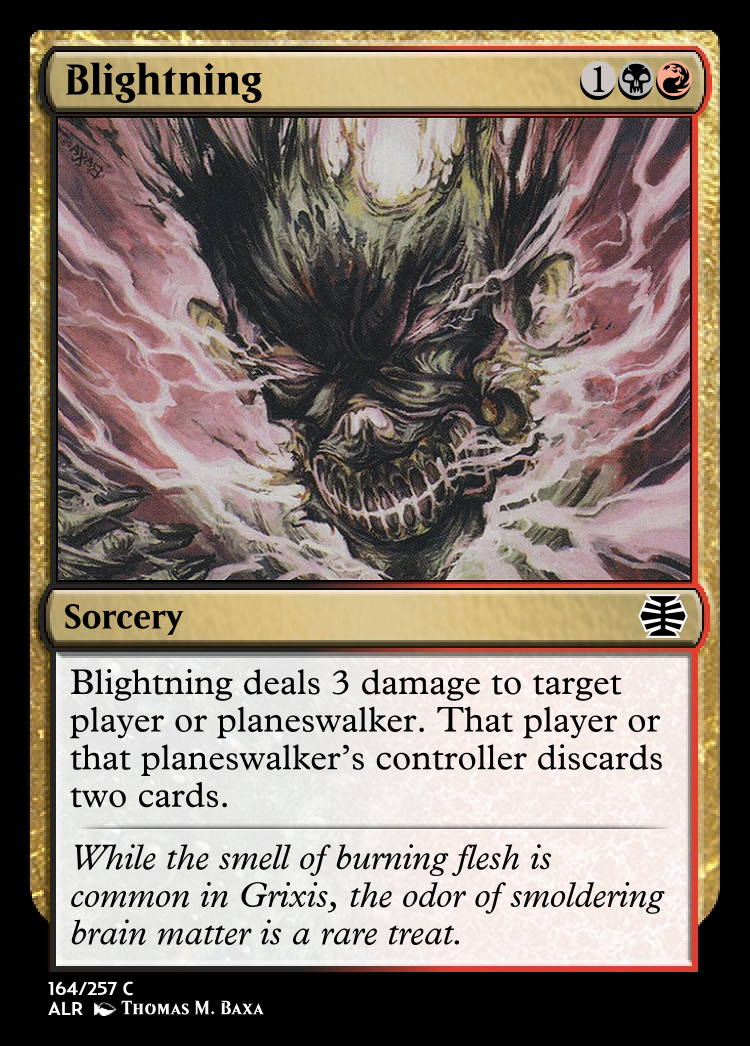 Blightning
1
Sorcery
Blightning deals 3 damage to target
player or planeswalker. That player or
that planeswalker's controller discards
two cards.
While the smell of burning flesh is
common in Grixis, the odor of smoldering
brain matter is a rare treat.
164/257 C
ALR Thomas M. Baxa